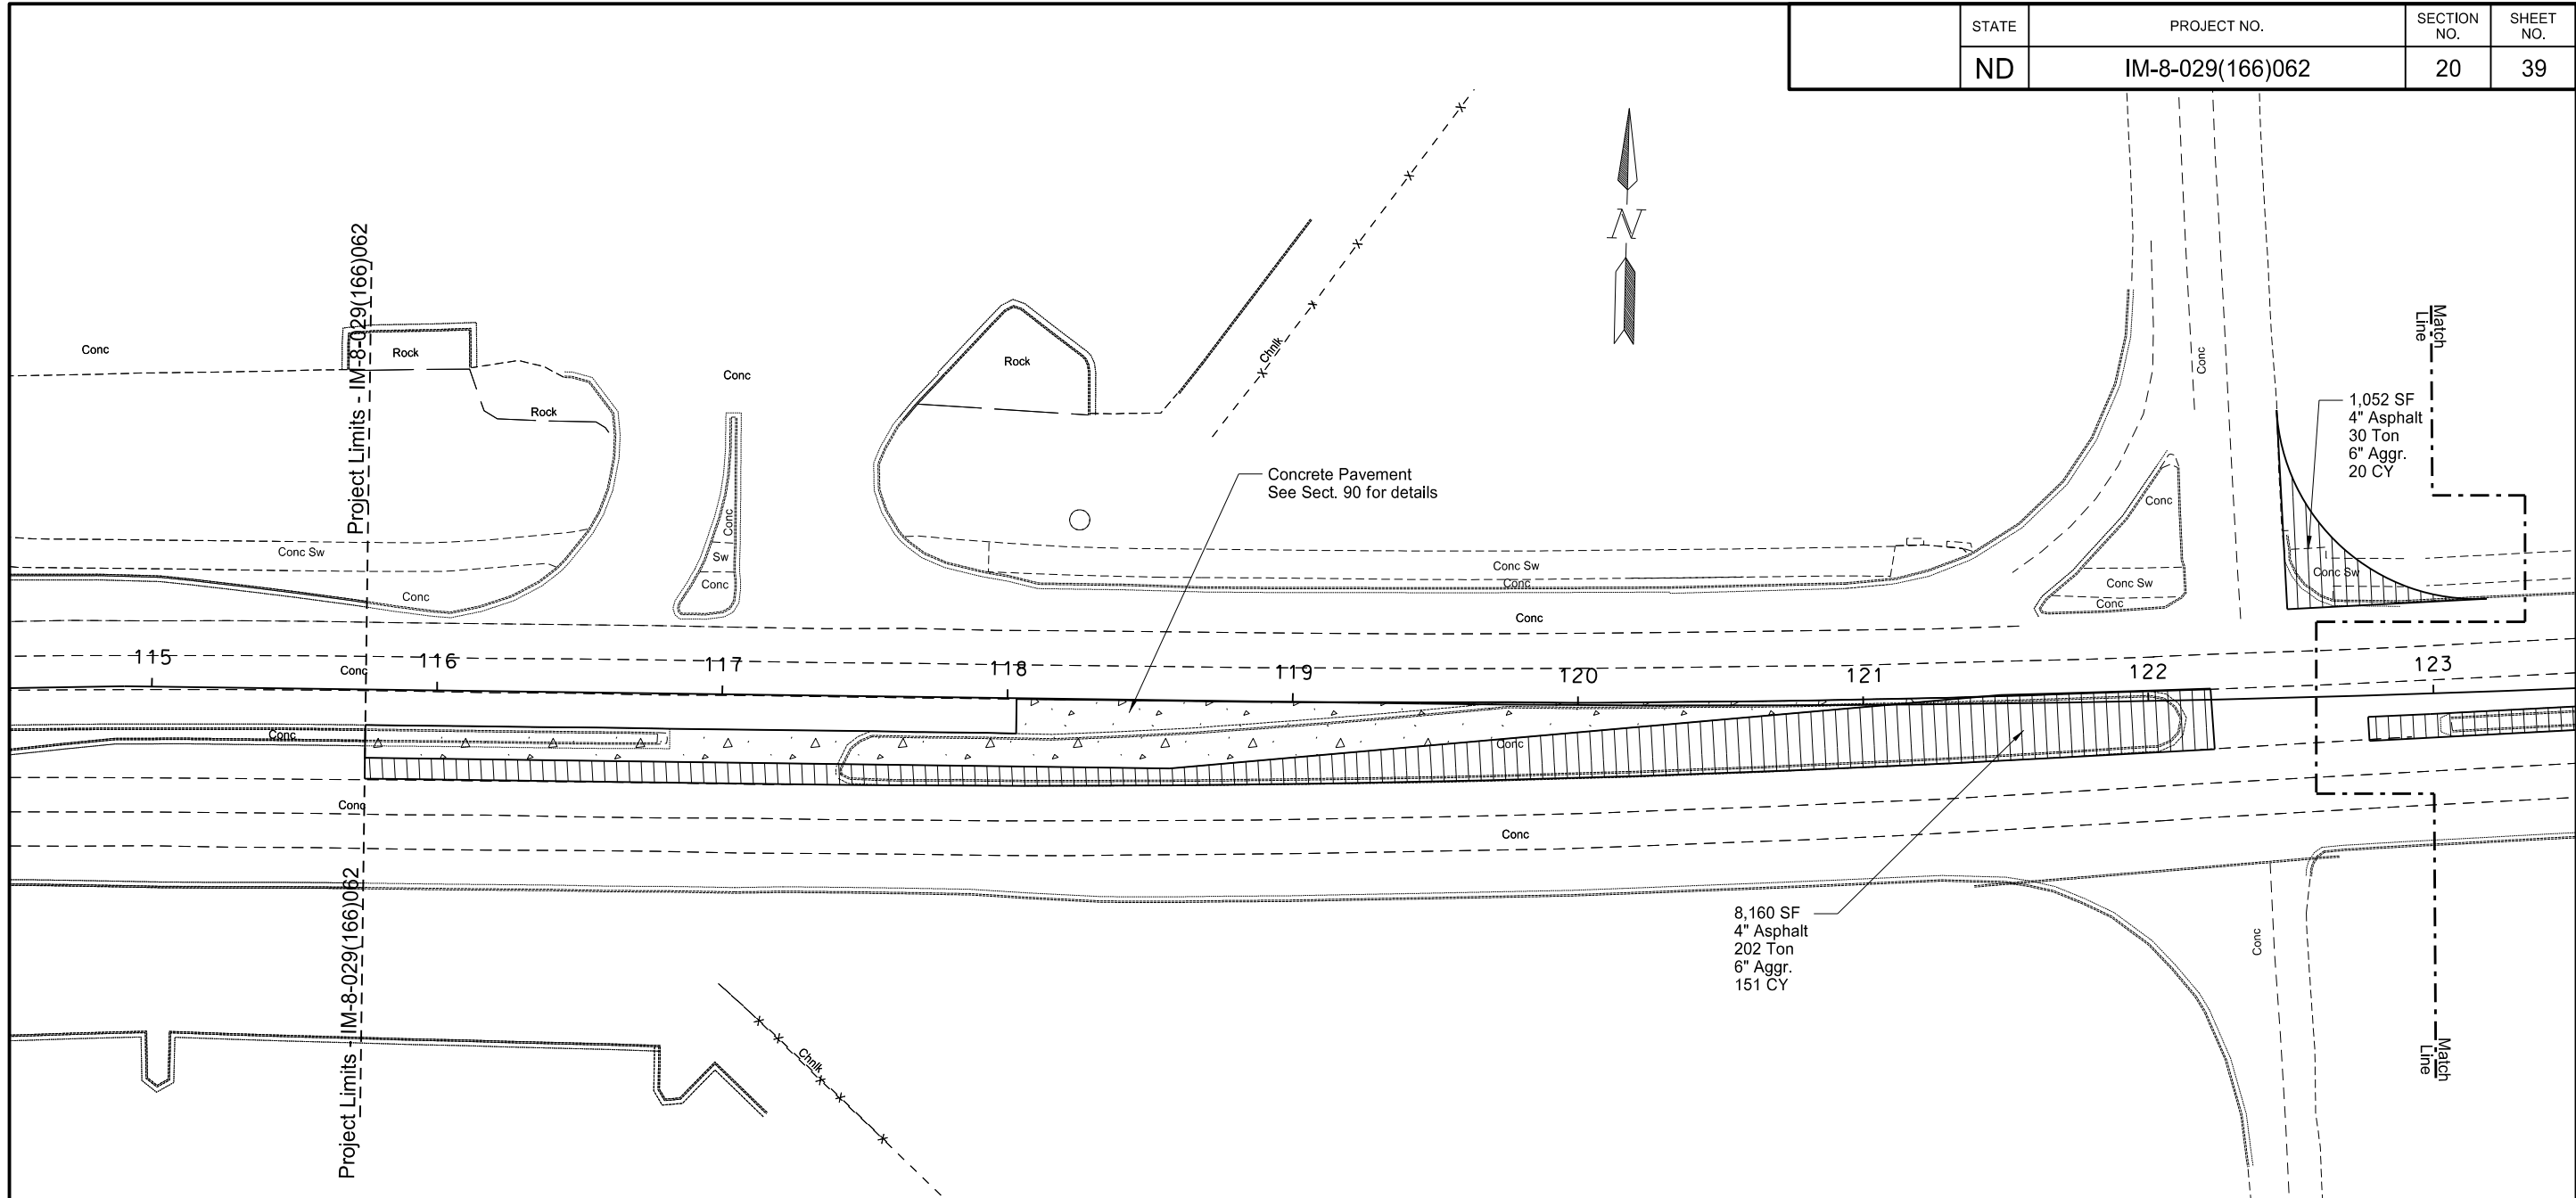 STATE
PROJECT NO.
SECTION
NO.
SHEET
NO.
ND
IM-8-029(166)062
20
39
N
Project Limits - IM-8-029(166)062
Conc
Rock
Rock
Conc
Rock
Chnlk
Conc
Match
Line
1,052 SF
4" Asphalt
30 Ton
6" Aggr.
20 CY
Concrete Pavement
See Sect. 90 for details
Conc Sw
Conc
Conc
Sw
Conc
Conc Sw
Conc
Conc
Conc
Conc Sw
Conc
Conc Sw
115
116
117
118
119
120
121
122
123
Conc
Conc
Conc
Conc
Conc
8,160 SF
4" Asphalt
202 Ton
6" Aggr.
151 CY
Conc
Project Limits - IM-8-029(166)062
Chnlk
Match
Line